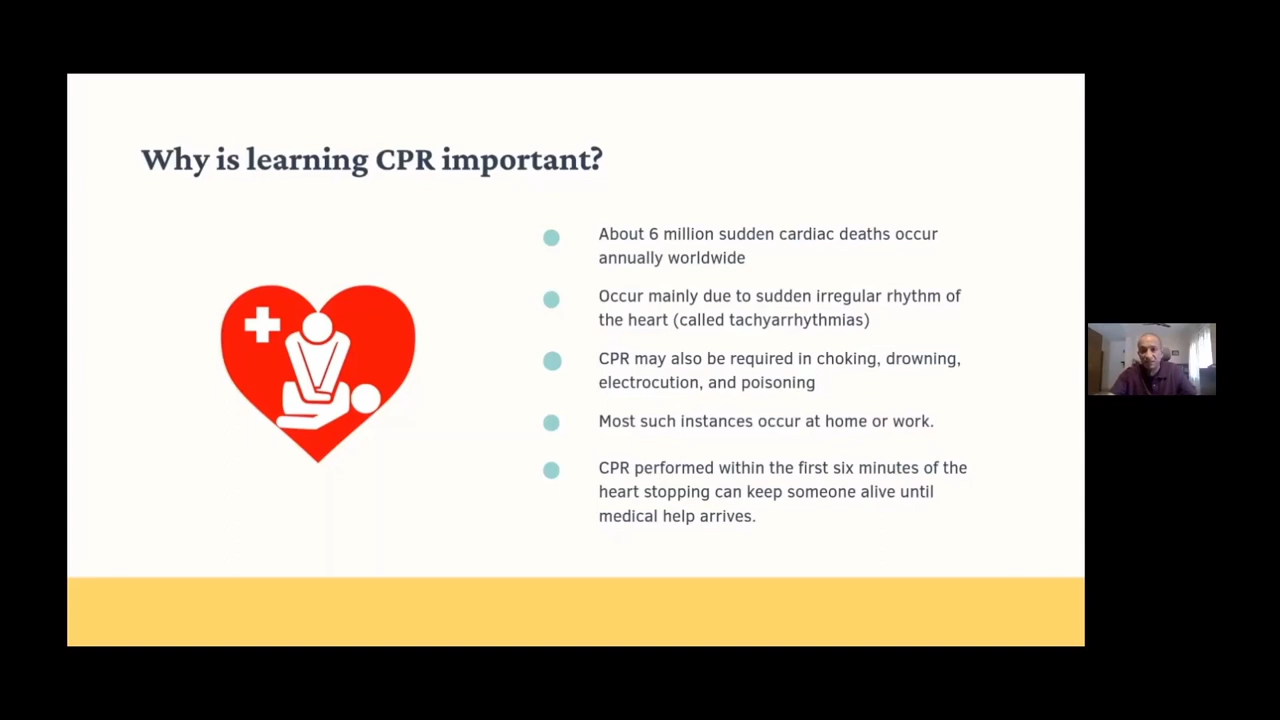 Why is learning CPR important?
About 6 million sudden cardiac deaths occur
annually worldwide
Occur mainly due to sudden irregular rhythm of
the heart (called tachyarrhythmias)
CPR may also be required in choking, drowning,
electrocution, and poisoning
Most such instances occur at home or work.
CPR performed within the first six minutes of the
heart stopping can keep someone alive until
medical help arrives.